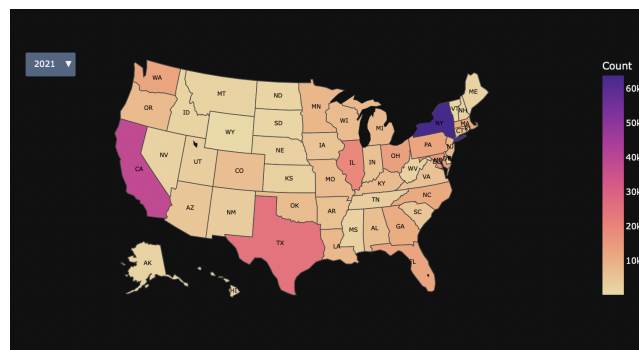 2021 ▼
Count
60k
50k
40k
30k
20k
10k
WA
MT
ND
MN
ME
VT
NH
OR
ID
SD
WI
NY
MA
WY
MI
CT
IA
PA
NJ
NE
OH
NV
UT
IL
IN
CA
CO
WV
VA
KS
MO
KY
NC
TN
AZ
NM
OK
AR
SC
MS
AL
GA
TX
LA
FL
AK
HI